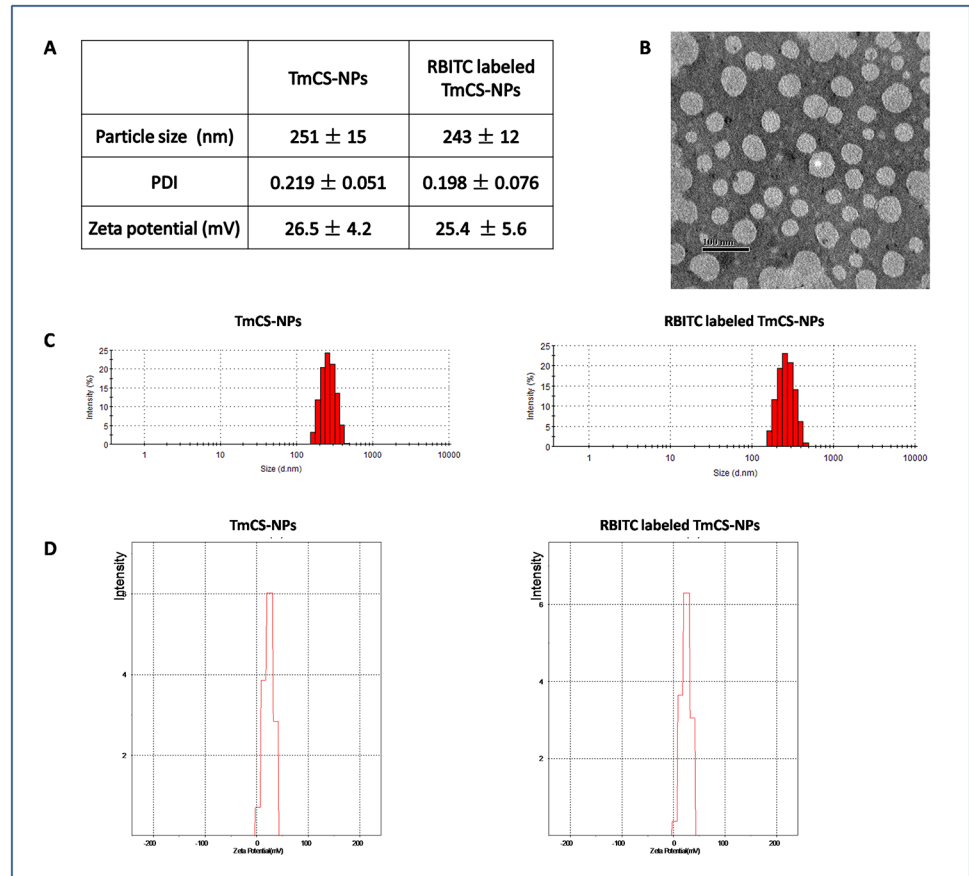 A
TmCS-NPs
RBITC labeled
TmCS-NPs
Particle size (nm)
251 ± 15
243 ± 12
PDI
0.219 ± 0.051
0.198 ± 0.076
Zeta potential (mV)
26.5 ± 4.2
25.4 ± 5.6
B
100 nm
C
TmCS-NPs
25
20
15
10
5
0
Intensity (%)
1
10
100
1000
10000
Size (d.nm)
RBITC labeled TmCS-NPs
25
20
15
10
5
0
Intensity (%)
1
10
100
1000
10000
Size (d.nm)
D
TmCS-NPs
Intensity
4
2
-200
-100
0
100
200
Zeta Potential(mV)
RBITC labeled TmCS-NPs
Intensity
6
4
2
-200
-100
0
100
200
Zeta Potential(mV)